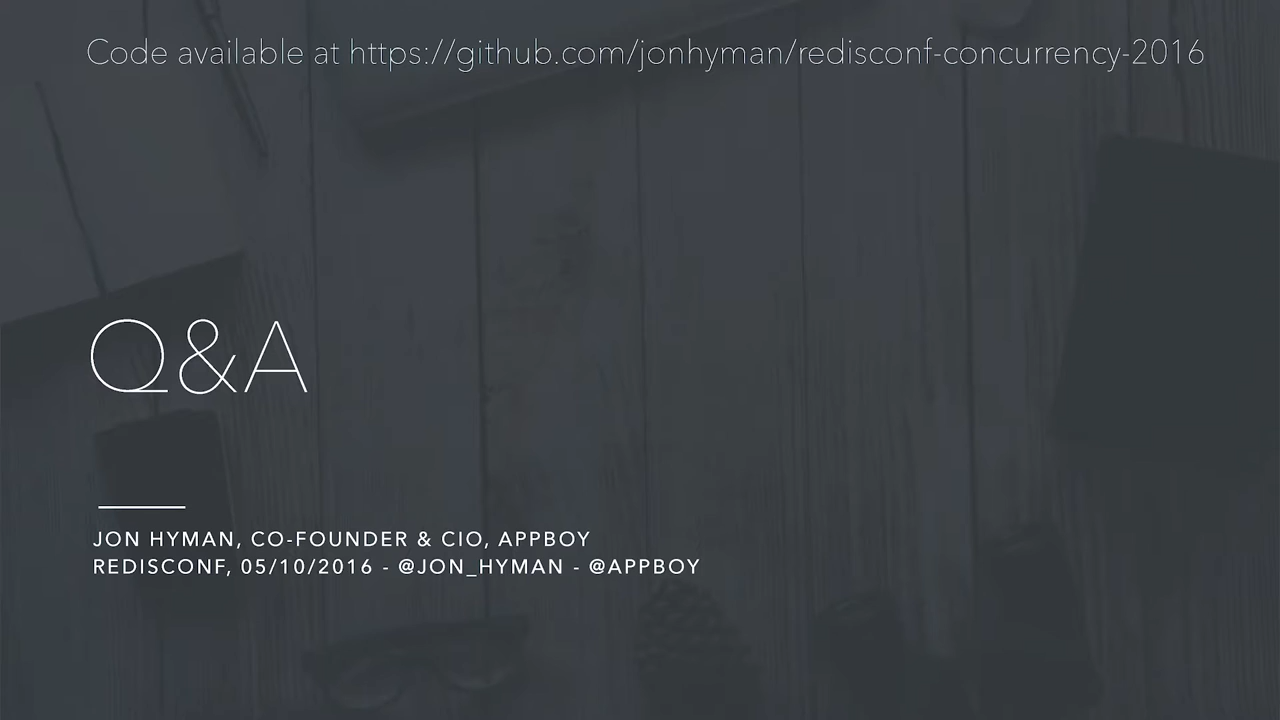 Code available at https://github.com/jonhyman/redisconf-concurrency-2016
Q&A
JON HYMAN, CO-FOUNDER & CIO, APPBOY
REDISCONF, 05/10/2016 - @JON_HYMAN - @APPBOY